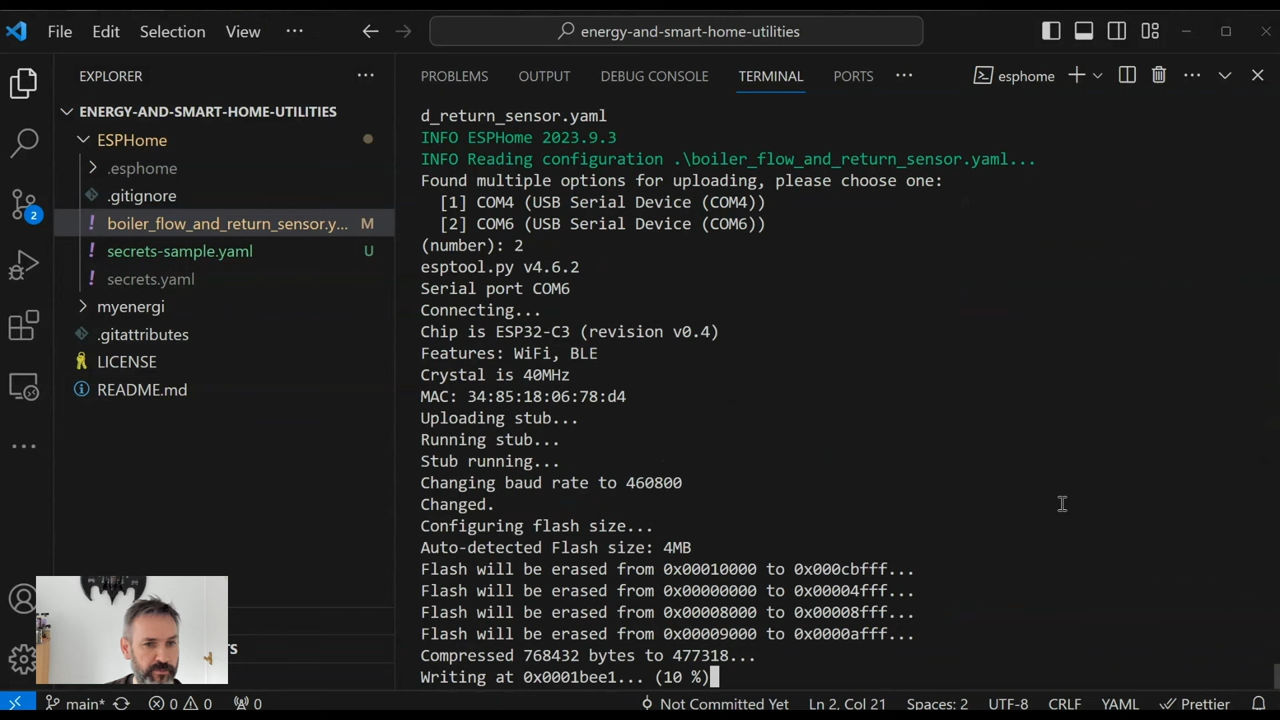 File Edit Selection View ··· energy-and-smart-home-utilities
EXPLORER ···
ENERGY-AND-SMART-HOME-UTILITIES
ESPHome
.esphome
.gitignore
! boiler_flow_and_return_sensor.y... M
! secrets-sample.yaml U
! secrets.yaml
myenergi
.gitattributes
LICENSE
README.md
2
PROBLEMS OUTPUT DEBUG CONSOLE TERMINAL PORTS ··· esphome
d_return_sensor.yaml
INFO ESPHome 2023.9.3
INFO Reading configuration .\boiler_flow_and_return_sensor.yaml...
Found multiple options for uploading, please choose one:
[1] COM4 (USB Serial Device (COM4))
[2] COM6 (USB Serial Device (COM6))
(number): 2
esptool.py v4.6.2
Serial port COM6
Connecting...
Chip is ESP32-C3 (revision v0.4)
Features: WiFi, BLE
Crystal is 40MHz
MAC: 34:85:18:06:78:d4
Uploading stub...
Running stub...
Stub running...
Changing baud rate to 460800
Changed.
Configuring flash size...
Auto-detected Flash size: 4MB
Flash will be erased from 0x00010000 to 0x000cbfff...
Flash will be erased from 0x00000000 to 0x00004fff...
Flash will be erased from 0x00008000 to 0x00008fff...
Flash will be erased from 0x00009000 to 0x0000afff...
Compressed 768432 bytes to 477318...
Writing at 0x0001bee1... (10 %)
main* 0 0 0 Not Committed Yet Ln 2, Col 21 Spaces: 2 UTF-8 CRLF YAML Prettier